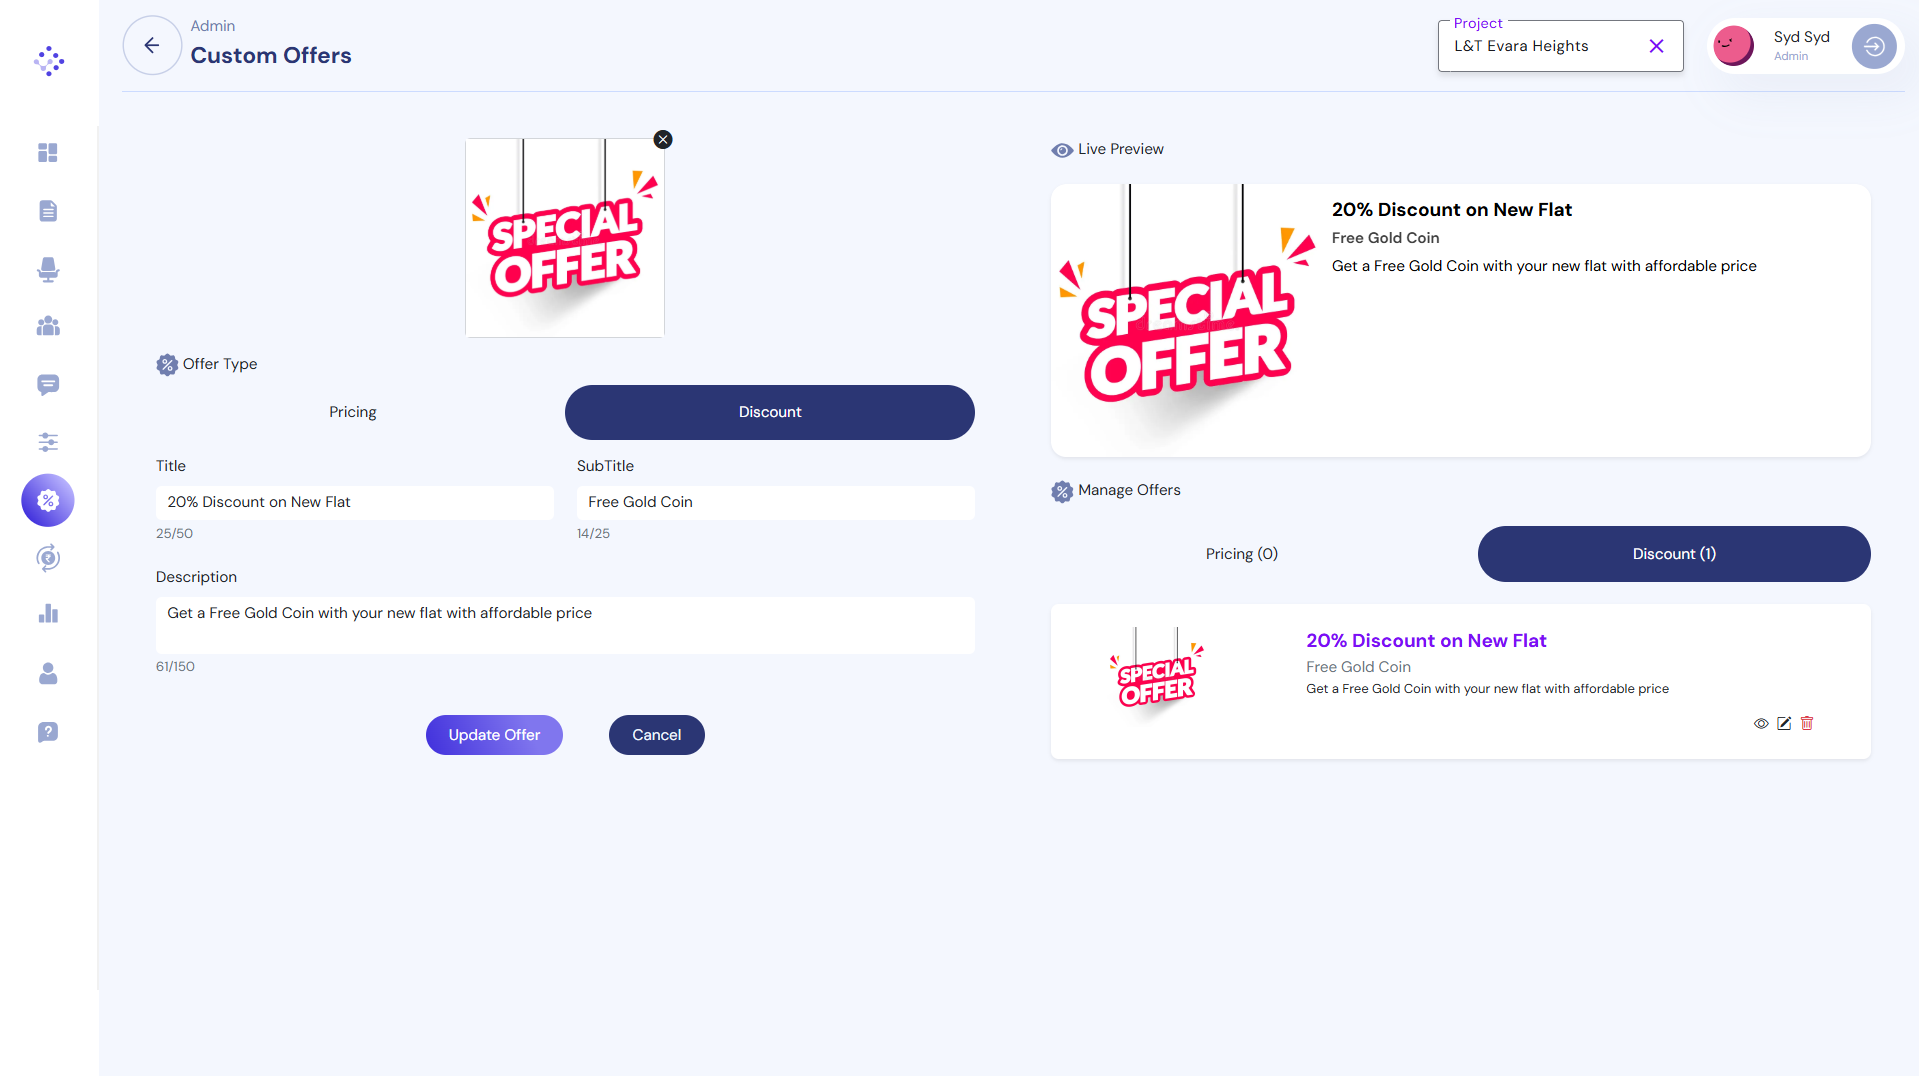 Admin
Custom Offers
Project
L&T Evara Heights
Syd Syd
Admin
SPECIAL
OFFER
Offer Type
Pricing
Discount
Title
20% Discount on New Flat
25/50
SubTitle
Free Gold Coin
14/25
Description
Get a Free Gold Coin with your new flat with affordable price
61/150
Update Offer
Cancel
Live Preview
SPECIAL
OFFER
20% Discount on New Flat
Free Gold Coin
Get a Free Gold Coin with your new flat with affordable price
Manage Offers
Pricing (0)
Discount (1)
SPECIAL
OFFER
20% Discount on New Flat
Free Gold Coin
Get a Free Gold Coin with your new flat with affordable price